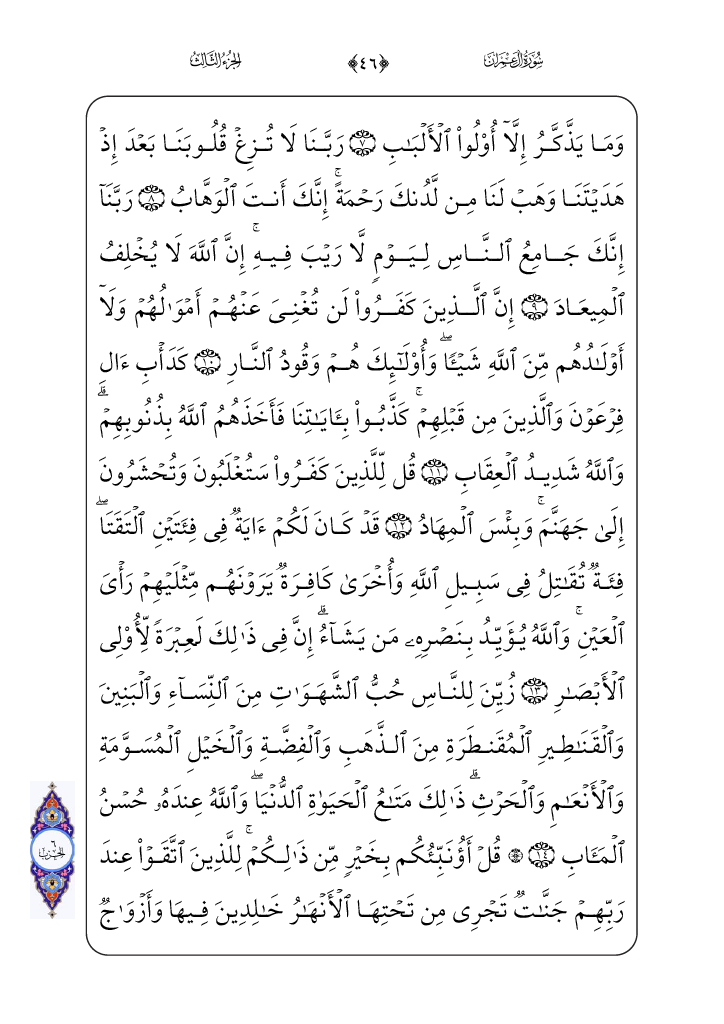 سُورَةُ آلِ عِمْرَان ﴿٤٦﴾ الجُزءُ الثَّالِث
وَمَا يَذَّكَّرُ إِلَّآ أُوْلُواْ ٱلۡأَلۡبَٰبِ ٧ رَبَّنَا لَا تُزِغۡ قُلُوبَنَا بَعۡدَ إِذۡ
هَدَيۡتَنَا وَهَبۡ لَنَا مِن لَّدُنكَ رَحۡمَةًۚ إِنَّكَ أَنتَ ٱلۡوَهَّابُ ٨ رَبَّنَآ
إِنَّكَ جَامِعُ ٱلنَّاسِ لِيَوۡمٖ لَّا رَيۡبَ فِيهِۚ إِنَّ ٱللَّهَ لَا يُخۡلِفُ
ٱلۡمِيعَادَ ٩ إِنَّ ٱلَّذِينَ كَفَرُواْ لَن تُغۡنِيَ عَنۡهُمۡ أَمۡوَٰلُهُمۡ وَلَآ
أَوۡلَٰدُهُم مِّنَ ٱللَّهِ شَيۡـٔٗاۖ وَأُوْلَٰٓئِكَ هُمۡ وَقُودُ ٱلنَّارِ ١٠ كَدَأۡبِ ءَالِ
فِرۡعَوۡنَ وَٱلَّذِينَ مِن قَبۡلِهِمۡۚ كَذَّبُواْ بِـَٔايَٰتِنَا فَأَخَذَهُمُ ٱللَّهُ بِذُنُوبِهِمۡۗ
وَٱللَّهُ شَدِيدُ ٱلۡعِقَابِ ١١ قُل لِّلَّذِينَ كَفَرُواْ سَتُغۡلَبُونَ وَتُحۡشَرُونَ
إِلَىٰ جَهَنَّمَۚ وَبِئۡسَ ٱلۡمِهَادُ ١٢ قَدۡ كَانَ لَكُمۡ ءَايَةٞ فِي فِئَتَيۡنِ ٱلۡتَقَتَاۖ
فِئَةٞ تُقَٰتِلُ فِي سَبِيلِ ٱللَّهِ وَأُخۡرَىٰ كَافِرَةٞ يَرَوۡنَهُم مِّثۡلَيۡهِمۡ رَأۡيَ
ٱلۡعَيۡنِۚ وَٱللَّهُ يُؤَيِّدُ بِنَصۡرِهِۦ مَن يَشَآءُۗ إِنَّ فِي ذَٰلِكَ لَعِبۡرَةٗ لِّأُوْلِي
ٱلۡأَبۡصَٰرِ ١٣ زُيِّنَ لِلنَّاسِ حُبُّ ٱلشَّهَوَٰتِ مِنَ ٱلنِّسَآءِ وَٱلۡبَنِينَ
وَٱلۡقَنَٰطِيرِ ٱلۡمُقَنطَرَةِ مِنَ ٱلذَّهَبِ وَٱلۡفِضَّةِ وَٱلۡخَيۡلِ ٱلۡمُسَوَّمَةِ
وَٱلۡأَنۡعَٰمِ وَٱلۡحَرۡثِۗ ذَٰلِكَ مَتَٰعُ ٱلۡحَيَوٰةِ ٱلدُّنۡيَاۖ وَٱللَّهُ عِندَهُۥ حُسۡنُ
ٱلۡمَـَٔابِ ١٤ ۞ قُلۡ أَؤُنَبِّئُكُم بِخَيۡرٖ مِّن ذَٰلِكُمۡۚ لِلَّذِينَ ٱتَّقَوۡاْ عِندَ
رَبِّهِمۡ جَنَّٰتٞ تَجۡرِي مِن تَحۡتِهَا ٱلۡأَنۡهَٰرُ خَٰلِدِينَ فِيهَا وَأَزۡوَٰجٞ
٦
الحِزب